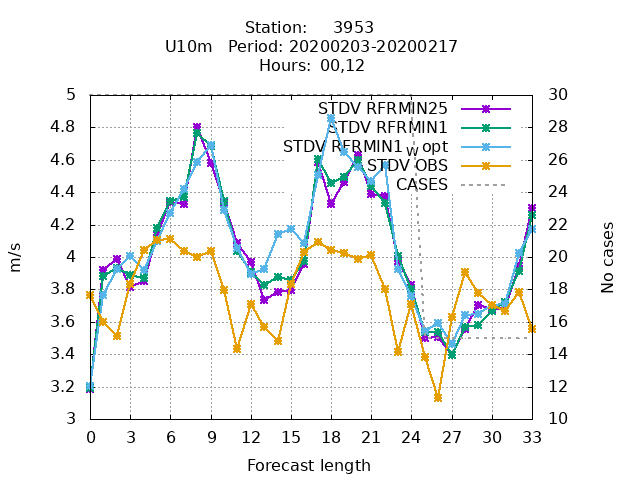 Station: 3953
U10m Period: 20200203-20200217
Hours: 00,12
STDV RFRMIN25
STDV RFRMIN1
STDV RFRMIN1_w opt
STDV OBS
CASES
5
4.8
4.6
4.4
4.2
4
3.8
3.6
3.4
3.2
3
30
28
26
24
22
20
18
16
14
12
10
m/s
No cases
0 3 6 9 12 15 18 21 24 27 30 33
Forecast length